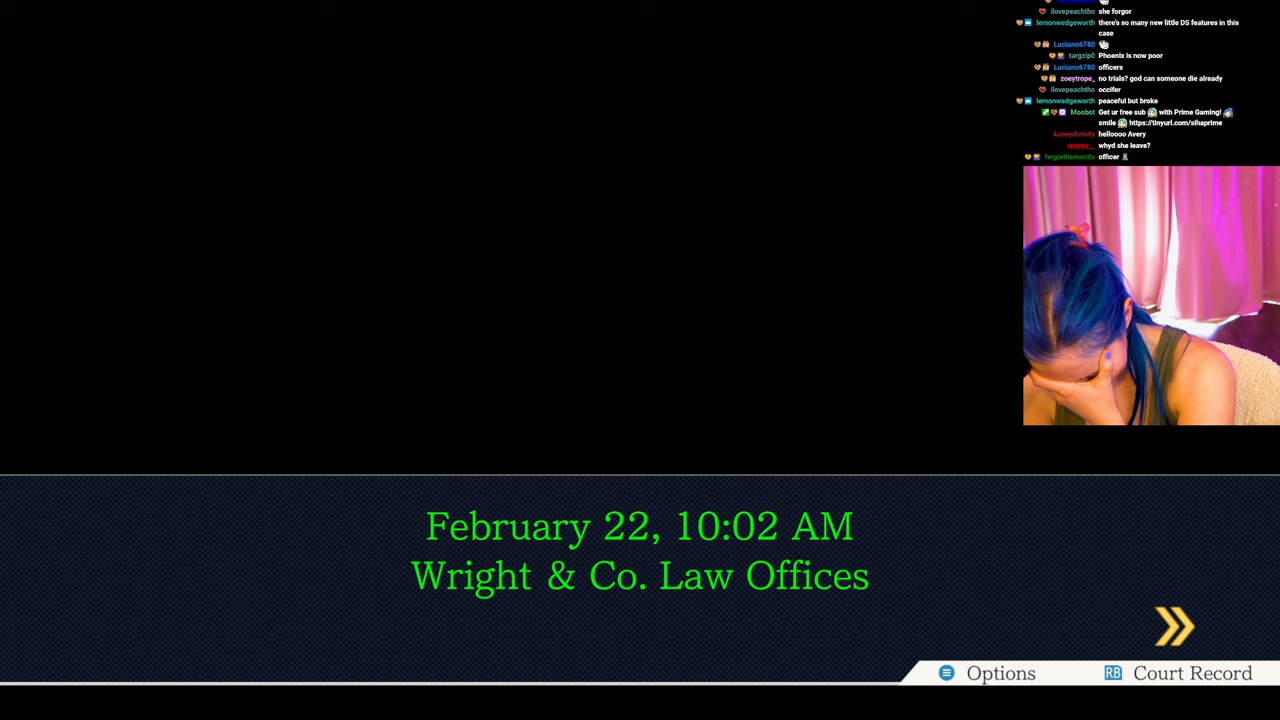 ilovepeachtho she forgor
lemonwedgeworth there's so many new little DS features in this
case
Luciano6780
targzip0 Phoenix is now poor
Luciano6780 officers
zoeytrope_ no trials? god can someone die already
ilovepeachtho occifer
lemonwedgeworth peaceful but broke
Moobot Get ur free sub with Prime Gaming!
smile https://tinyurl.com/sihaprime
kaseydivinity helloooo Avery
whyd she leave?
fergiethemantis officer
February 22, 10:02 AM
Wright & Co. Law Offices
Options
RB Court Record